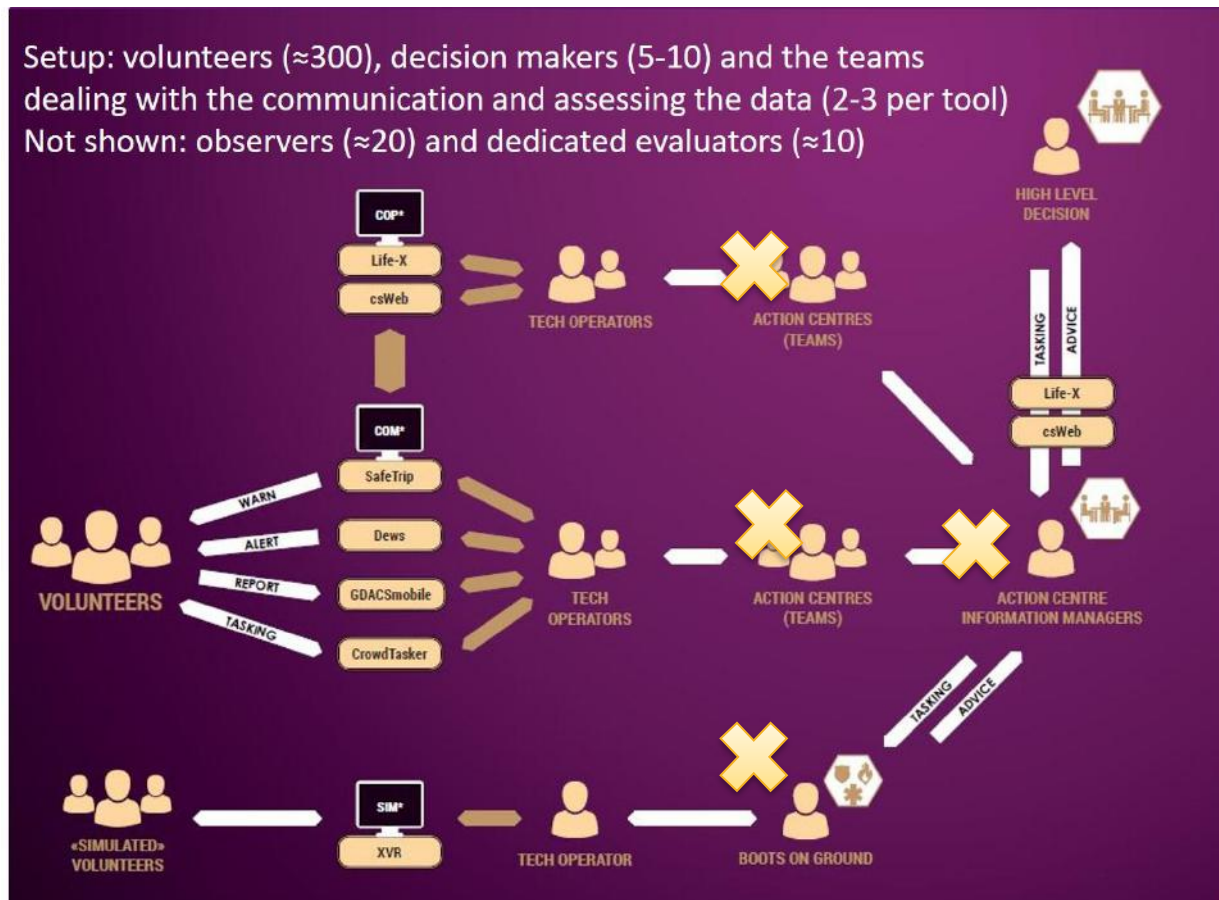 Setup: volunteers (≈300), decision makers (5-10) and the teams
dealing with the communication and assessing the data (2-3 per tool)
Not shown: observers (≈20) and dedicated evaluators (≈10)
HIGH LEVEL
DECISION
COP*
Life-X
csWeb
TECH OPERATORS
ACTION CENTRES
(TEAMS)
TASKING
ADVICE
Life-X
csWeb
COM*
SafeTrip
Dews
GDACSmobile
CrowdTasker
WARN
ALERT
REPORT
TASKING
VOLUNTEERS
TECH
OPERATORS
ACTION CENTRES
(TEAMS)
ACTION CENTRE
INFORMATION MANAGERS
TASKING
ADVICE
«SIMULATED»
VOLUNTEERS
SIM*
XVR
TECH OPERATOR
BOOTS ON GROUND